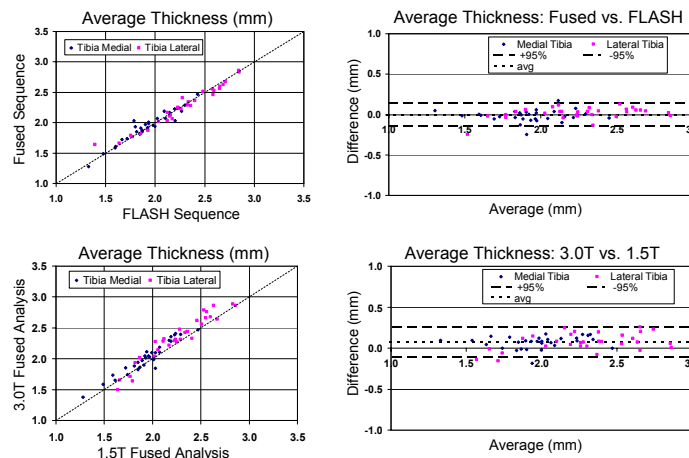 Average Thickness (mm)
Fused Sequence
3.5
3.0
2.5
2.0
1.5
1.0
Tibia Medial
Tibia Lateral
1.0 1.5 2.0 2.5 3.0 3.5
FLASH Sequence
Average Thickness: Fused vs. FLASH
Difference (mm)
1.0
0.5
0.0
-0.5
-1.0
Medial Tibia
Lateral Tibia
+95%
-95%
avg
1.0 1.5 2.0 2.5 3.0
Average (mm)
Average Thickness (mm)
3.0T Fused Analysis
3.5
3.0
2.5
2.0
1.5
1.0
Tibia Medial
Tibia Lateral
1.0 1.5 2.0 2.5 3.0 3.5
1.5T Fused Analysis
Average Thickness: 3.0T vs. 1.5T
Difference (mm)
1.0
0.5
0.0
-0.5
-1.0
Medial Tibia
Lateral Tibia
+95%
-95%
avg
1.0 1.5 2.0 2.5 3.0
Average (mm)